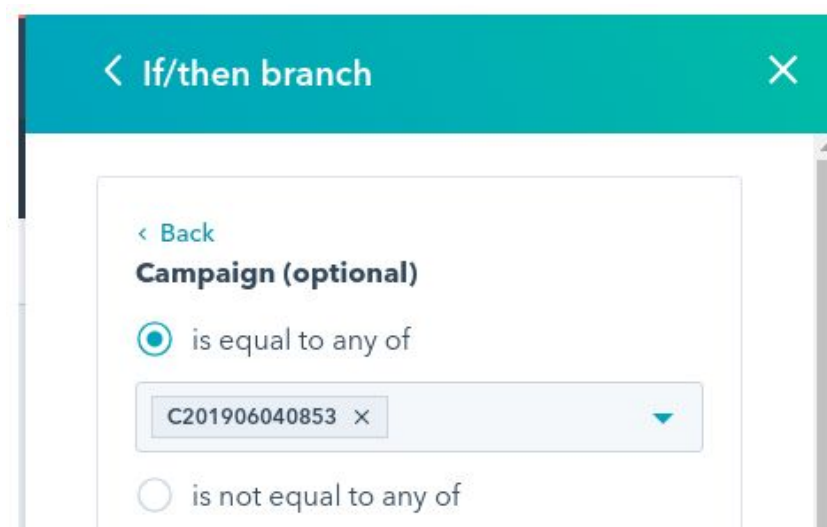 If/then branch
Back
Campaign (optional)
is equal to any of
C201906040853
is not equal to any of